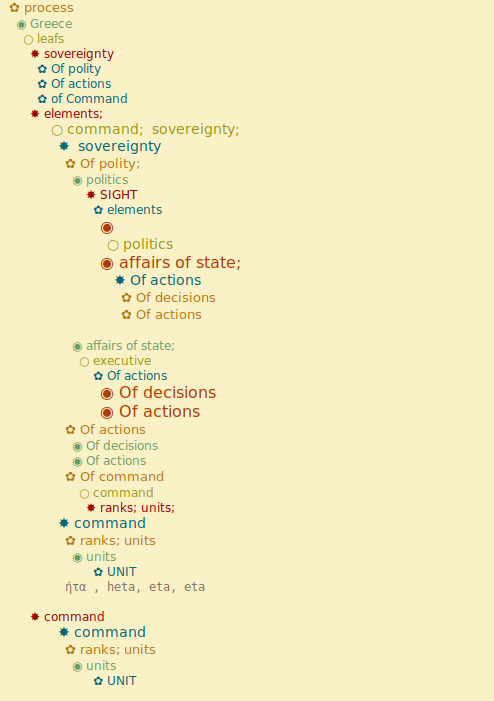 process
Greece
leafs
sovereignty
Of polity
Of actions
of Command
elements;
command;  sovereignty;
sovereignty
Of polity;
politics
SIGHT
elements
politics
affairs of state;
Of actions
Of decisions
Of actions
affairs of state;
executive
Of actions
Of decisions
Of actions
Of actions
Of decisions
Of actions
Of command
command
ranks; units;
command
ranks; units
units
UNIT
ήτα , heta, eta, eta
command
command
ranks; units
units
UNIT